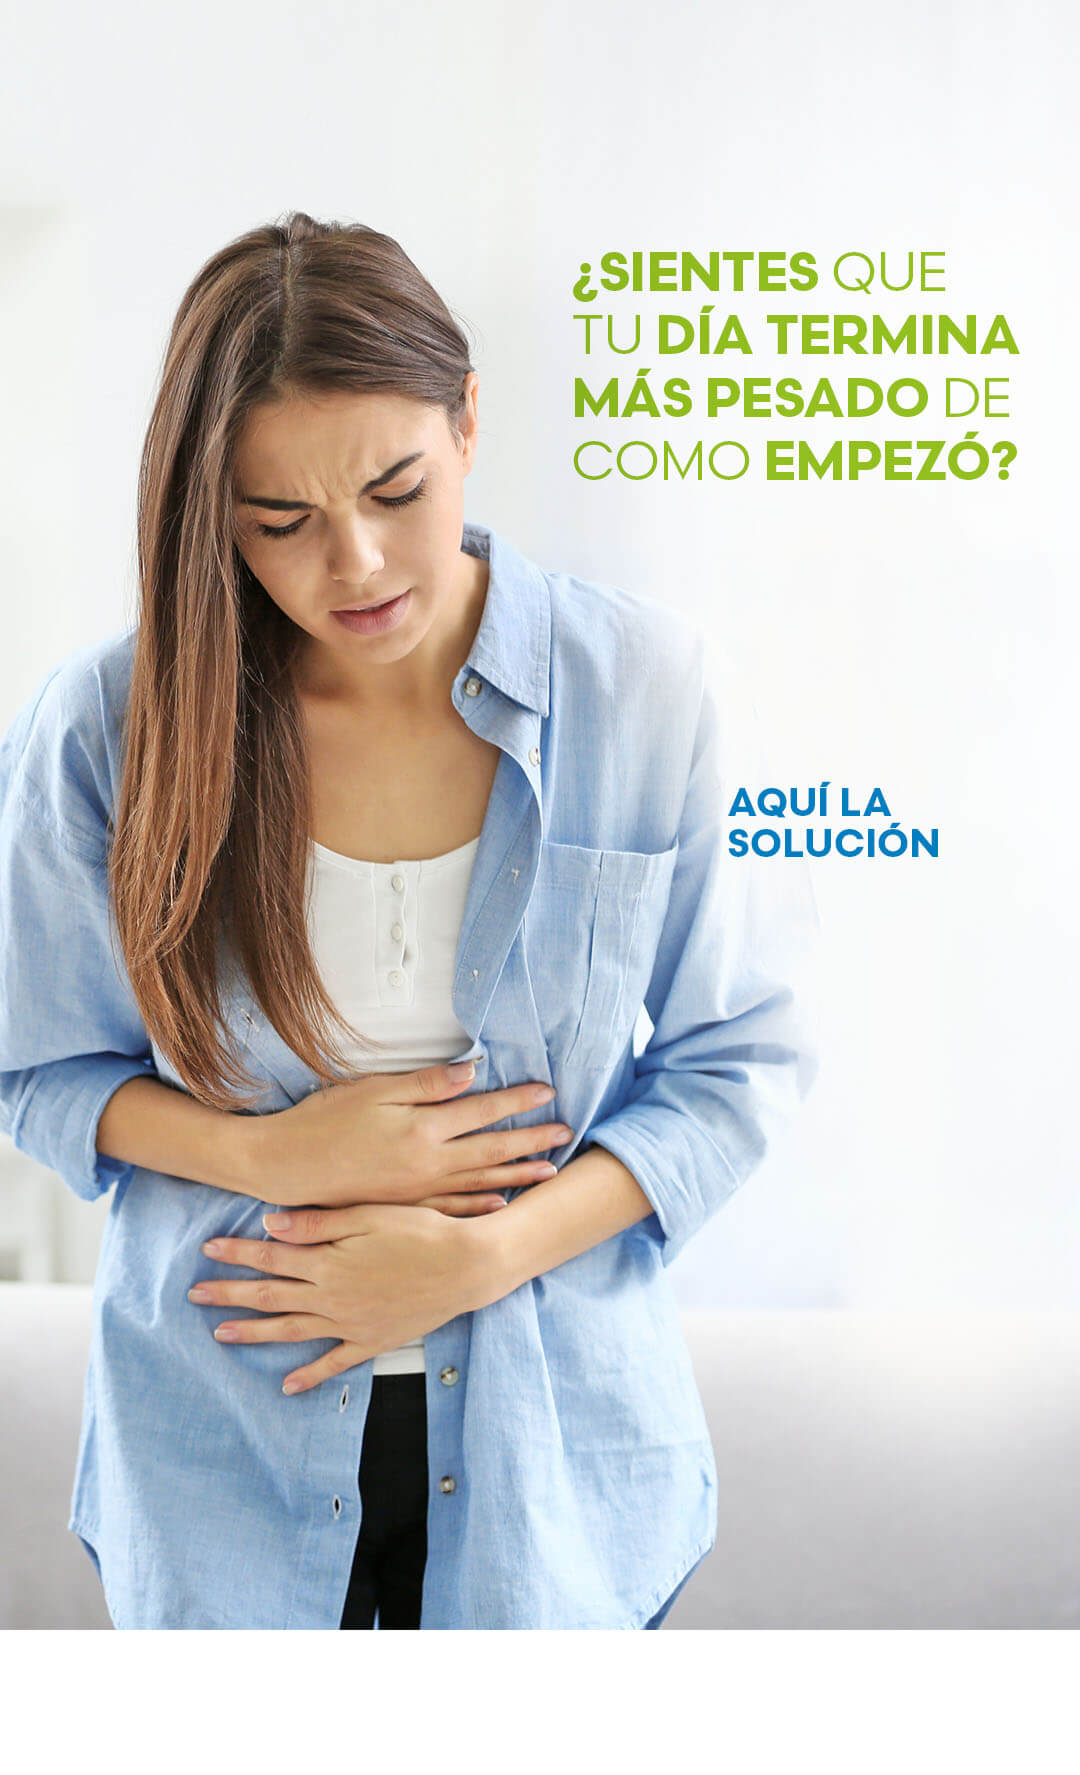 ¿SIENTES QUE
TU DÍA TERMINA
MÁS PESADO DE
COMO EMPEZÓ?
AQUÍ LA
SOLUCIÓN